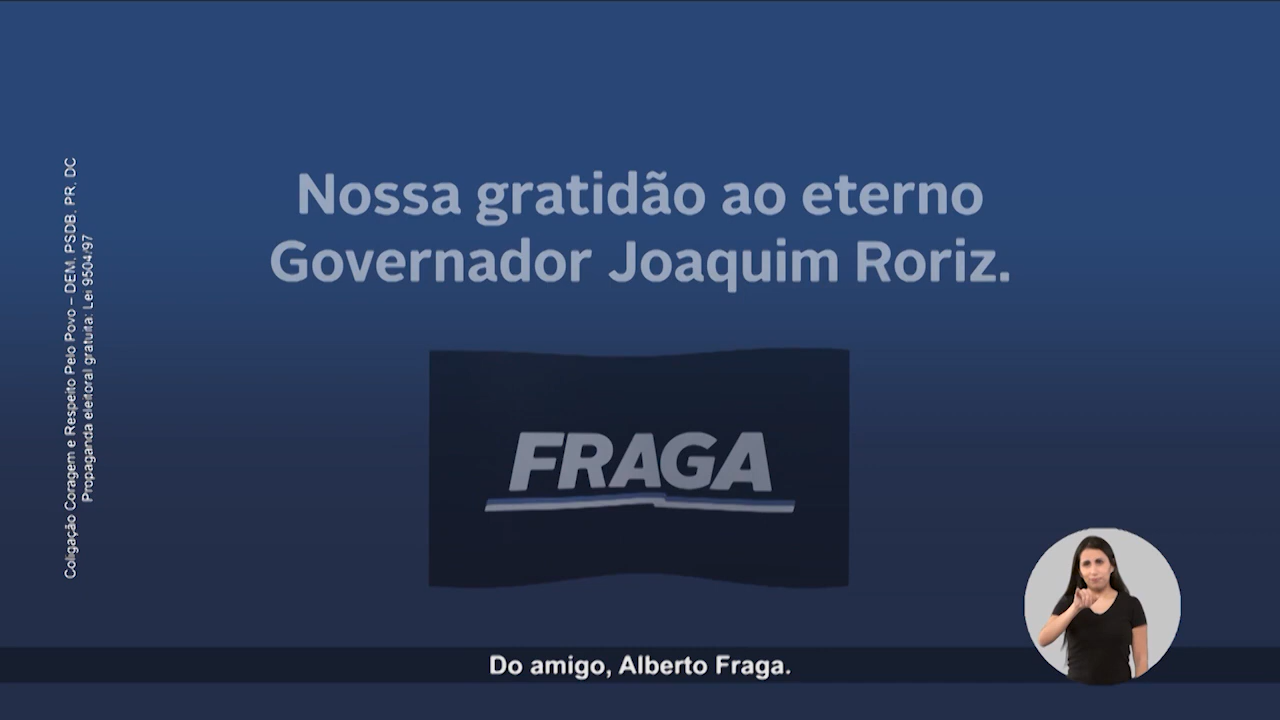 Nossa gratidão ao eterno
Governador Joaquim Roriz.
FRAGA
Do amigo, Alberto Fraga.
Coligação Coragem e Respeito Pelo Povo – DEM, PSDB, PR, DC
Propaganda eleitoral gratuita: Lei 9504/97